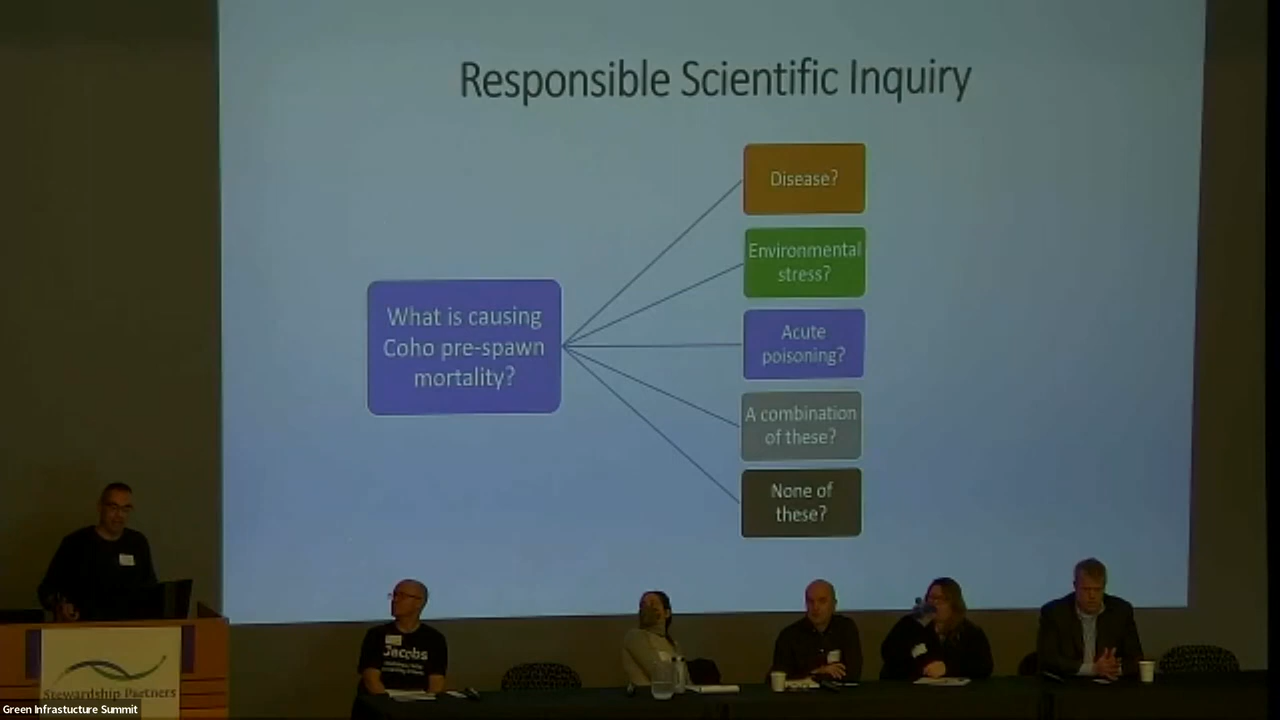 Responsible Scientific Inquiry
What is causing
Coho pre-spawn
mortality?
Disease?
Environmental
stress?
Acute
poisoning?
A combination
of these?
None of
these?
Jacobs
Stewardship Partners
Green Infrastucture Summit